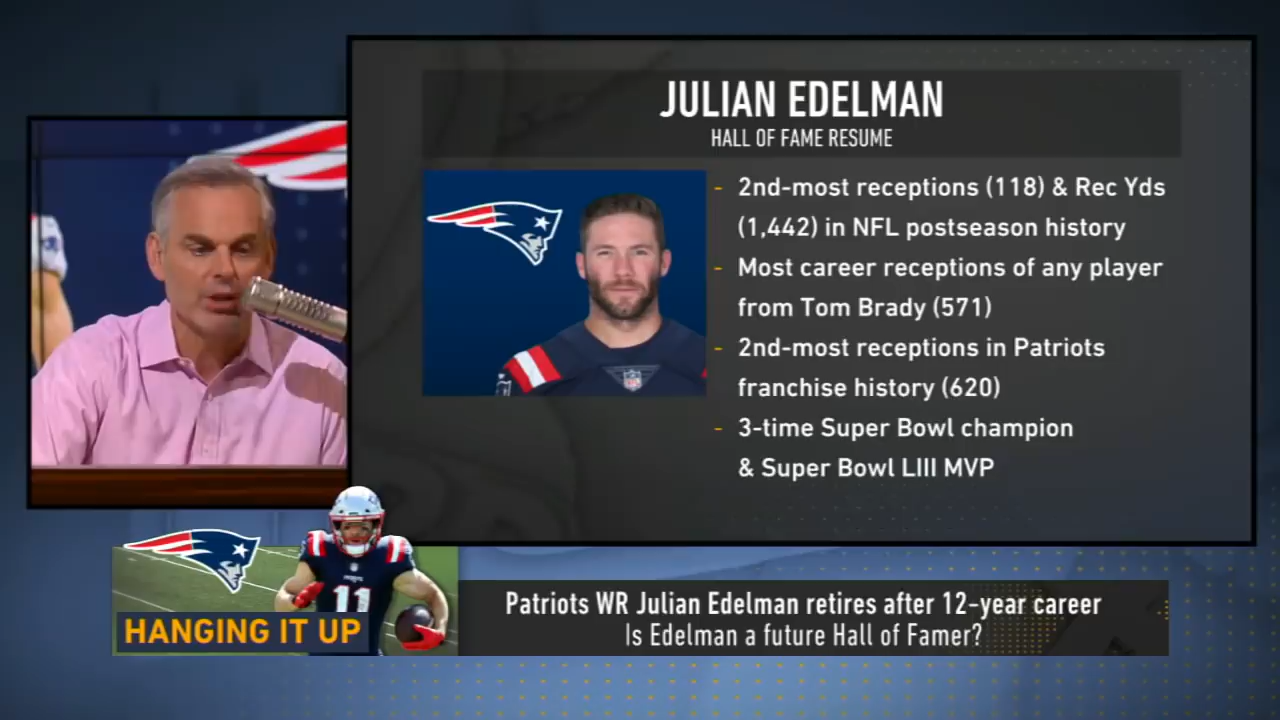 JULIAN EDELMAN
HALL OF FAME RESUME
- 2nd-most receptions (118) & Rec Yds
(1,442) in NFL postseason history
- Most career receptions of any player
from Tom Brady (571)
- 2nd-most receptions in Patriots
franchise history (620)
- 3-time Super Bowl champion
& Super Bowl LIII MVP
11
HANGING IT UP
Patriots WR Julian Edelman retires after 12-year career
Is Edelman a future Hall of Famer?